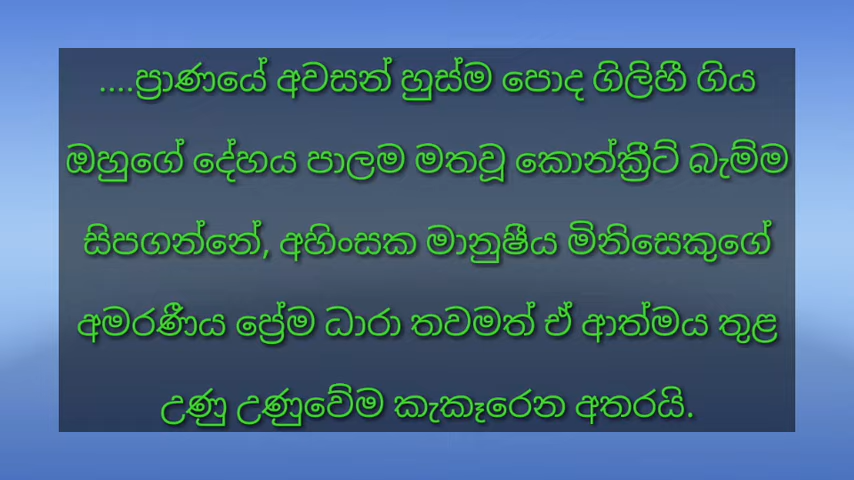 ....ප්‍රාණයේ අවසන් හුස්ම පොද ගිලිහී ගිය
ඔහුගේ දේහය පාලම මතවූ කොන්ක්‍රීට් බැම්ම
සිපගන්නේ, අහිංසක මානුෂීය මිනිසෙකුගේ
අමරණීය ප්‍රේම ධාරා තවමත් ඒ ආත්මය තුළ
උණු උණුවේම කැකෑරෙන අතරයි.